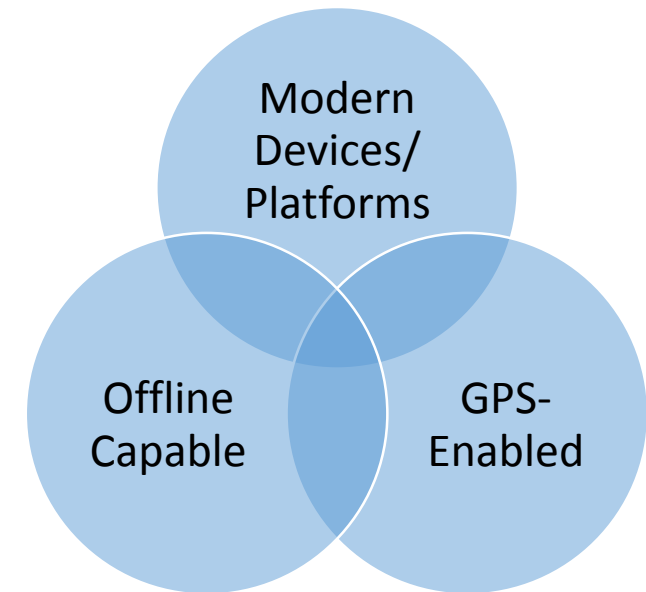 Modern
Devices/
Platforms
Offline
Capable
GPS-
Enabled